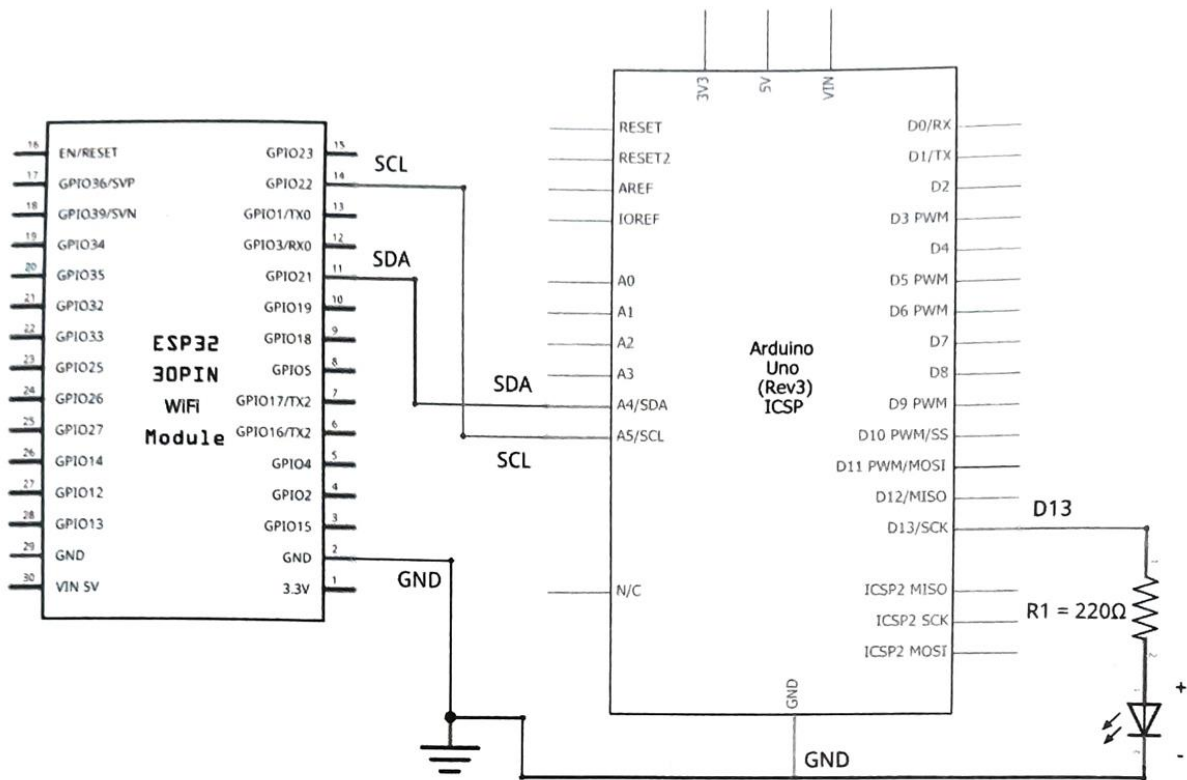 3V3
5V
VIN
RESET
RESET2
AREF
IOREF
A0
A1
A2
A3
A4/SDA
A5/SCL
N/C
Arduino
Uno
(Rev3)
ICSP
D0/RX
D1/TX
D2
D3 PWM
D4
D5 PWM
D6 PWM
D7
D8
D9 PWM
D10 PWM/SS
D11 PWM/MOSI
D12/MISO
D13/SCK
ICSP2 MISO
ICSP2 SCK
ICSP2 MOSI
GND
16 EN/RESET
17 GPIO36/SVP
18 GPIO39/SVN
19 GPIO34
20 GPIO35
21 GPIO32
22 GPIO33
23 GPIO25
24 GPIO26
25 GPIO27
26 GPIO14
27 GPIO12
28 GPIO13
29 GND
30 VIN 5V
ESP32
30PIN
WiFi
Module
GPIO23 15
GPIO22 14
GPIO1/TX0 13
GPIO3/RX0 12
GPIO21 11
GPIO19 10
GPIO18 9
GPIO5 8
GPIO17/TX2 7
GPIO16/TX2 6
GPIO4 5
GPIO2 4
GPIO15 3
GND 2
3.3V 1
SCL
SDA
SDA
SCL
GND
GND
D13
1
R1 = 220Ω
2
1
+
2
-